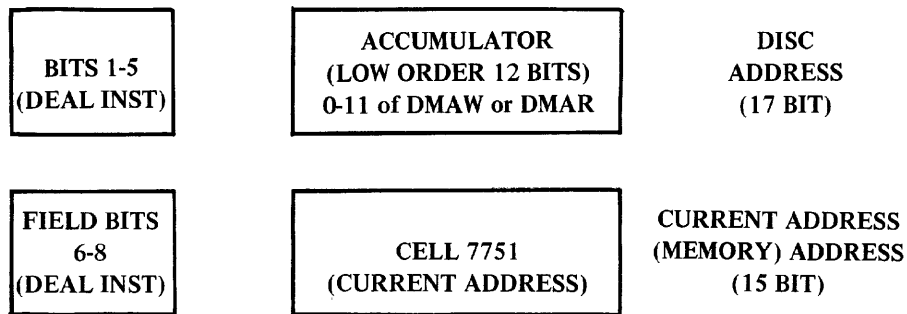 BITS 1-5
(DEAL INST)
ACCUMULATOR
(LOW ORDER 12 BITS)
0-11 of DMAW or DMAR
DISC
ADDRESS
(17 BIT)
FIELD BITS
6-8
(DEAL INST)
CELL 7751
(CURRENT ADDRESS)
CURRENT ADDRESS
(MEMORY) ADDRESS
(15 BIT)